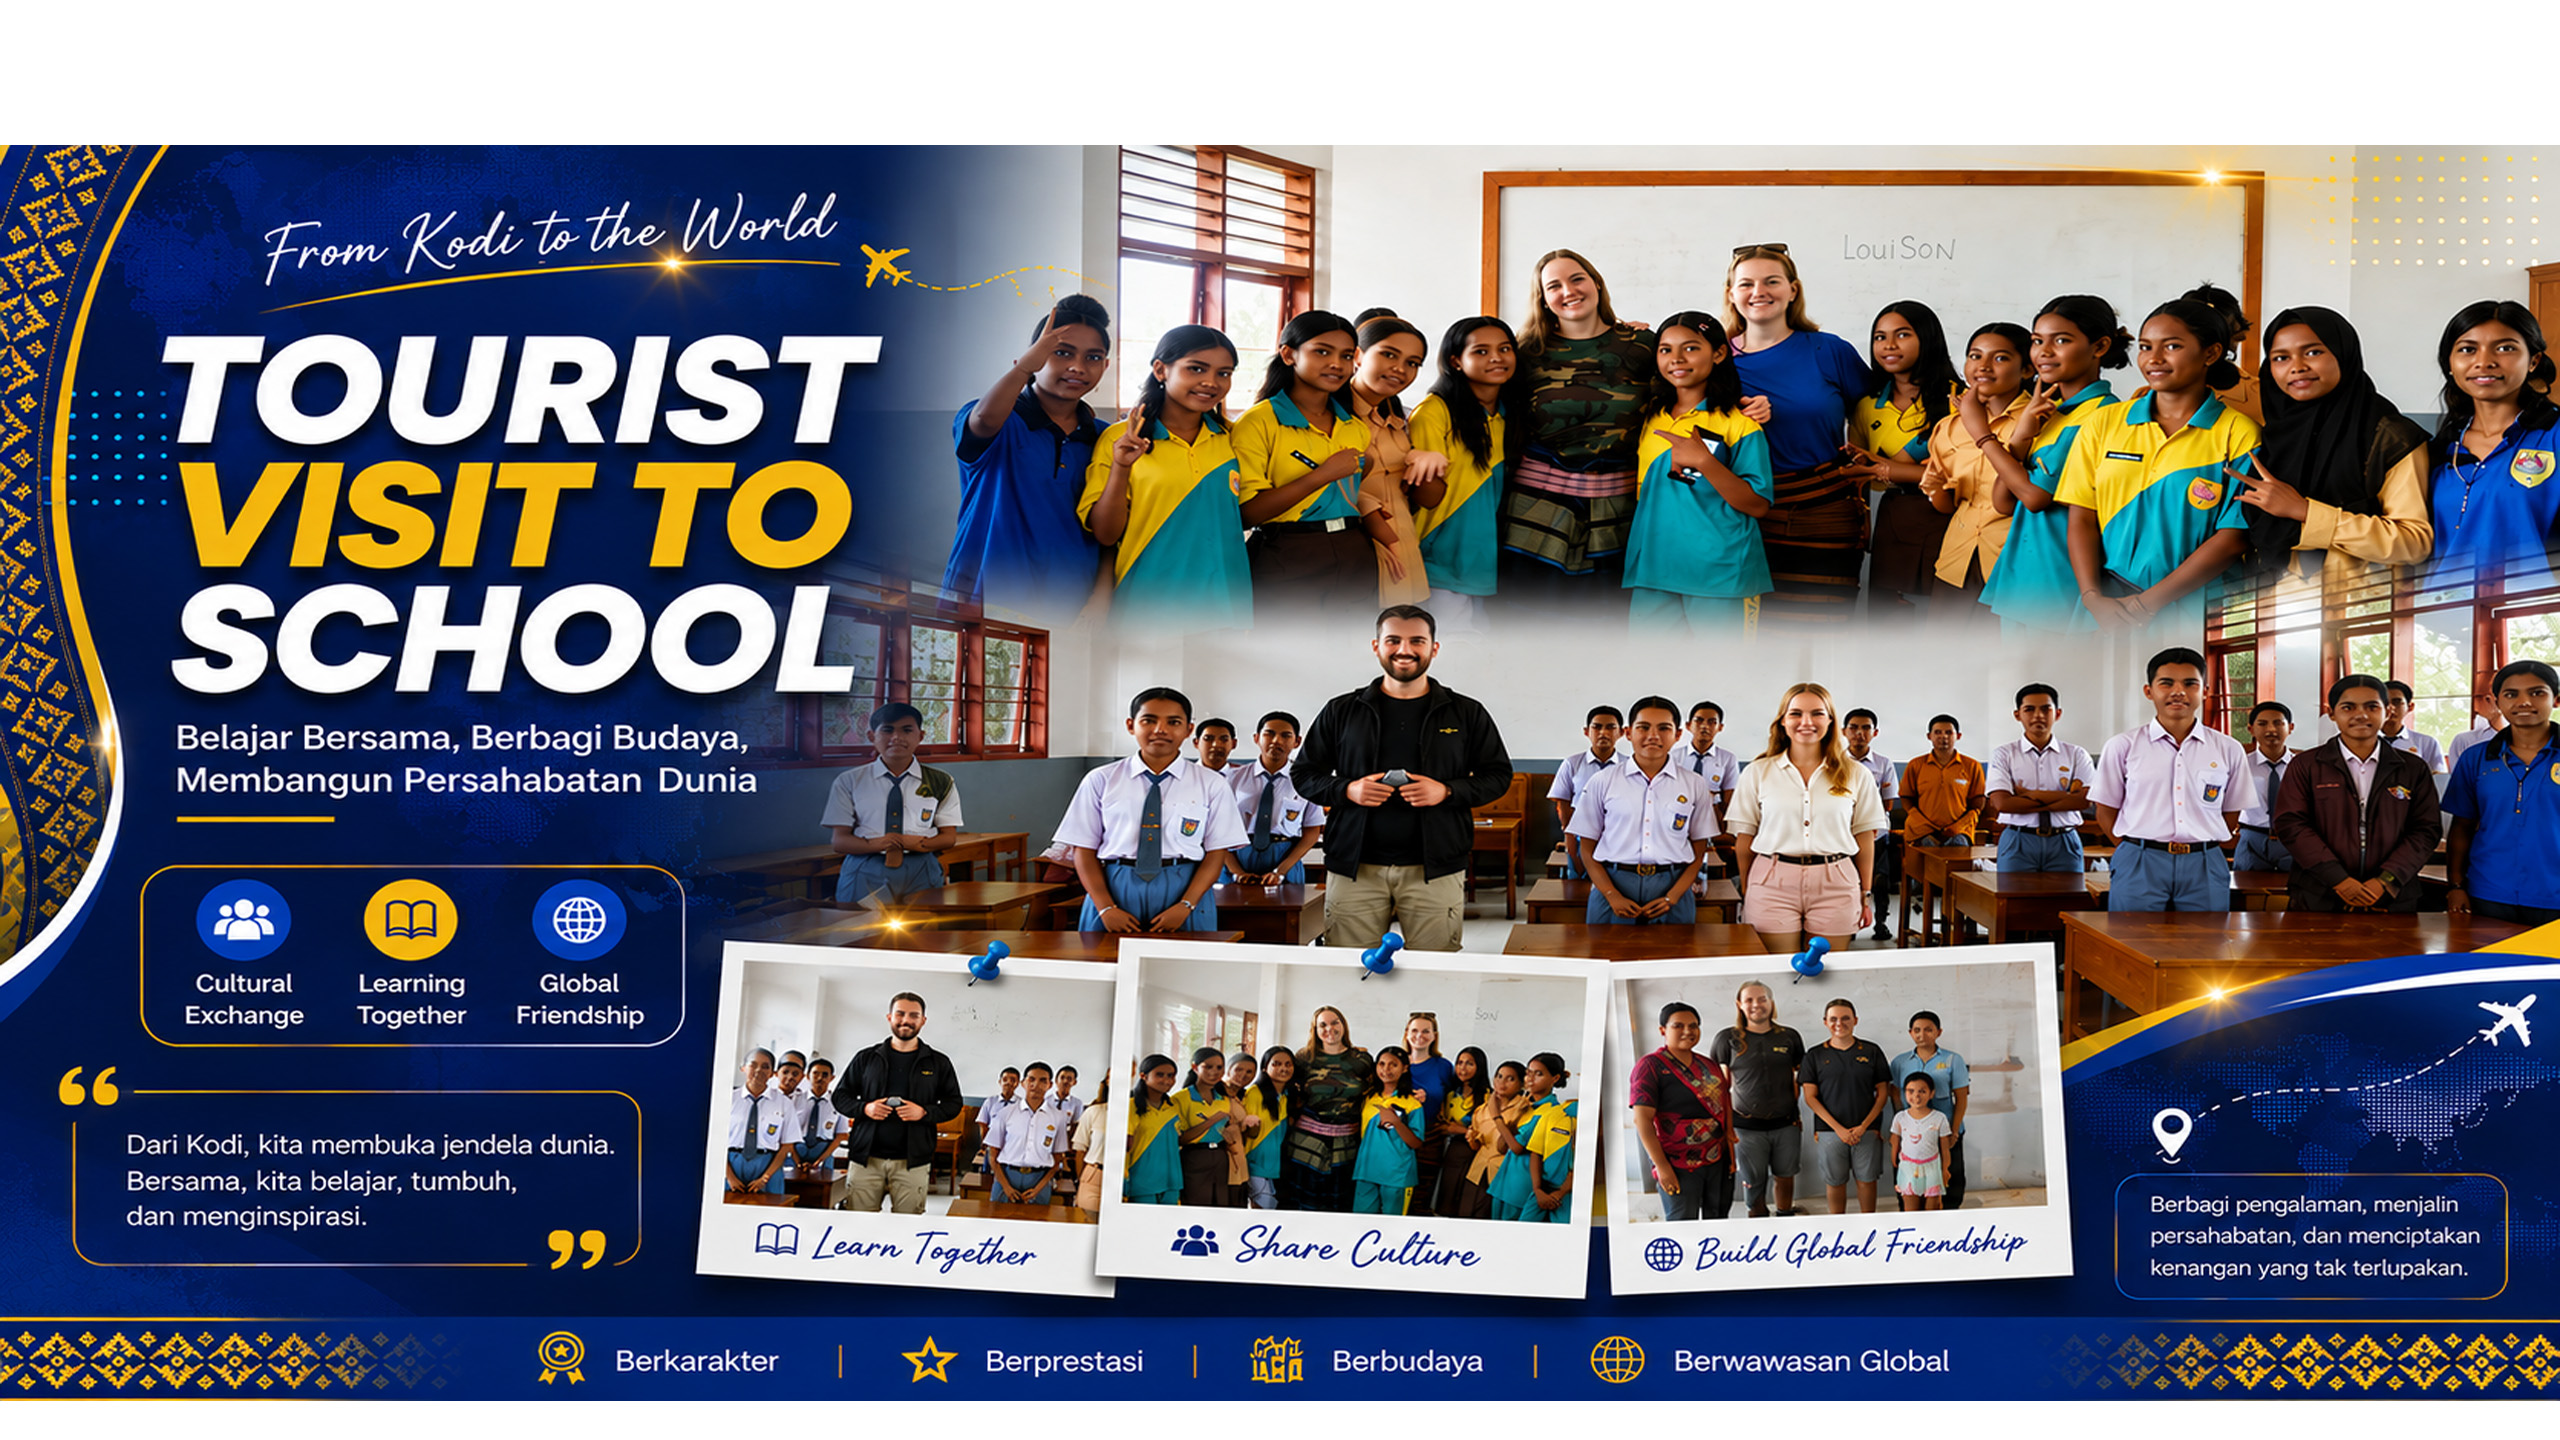 From Kodi to the World
TOURIST
VISIT TO
SCHOOL
Belajar Bersama, Berbagi Budaya,
Membangun Persahabatan Dunia
Cultural
Exchange
Learning
Together
Global
Friendship
“
Dari Kodi, kita membuka jendela dunia.
Bersama, kita belajar, tumbuh,
dan menginspirasi.
”
LouiSoN
Learn Together
SoN
Share Culture
Build Global Friendship
Berbagi pengalaman, menjalin
persahabatan, dan menciptakan
kenangan yang tak terlupakan.
Berkarakter | Berprestasi | Berbudaya | Berwawasan Global